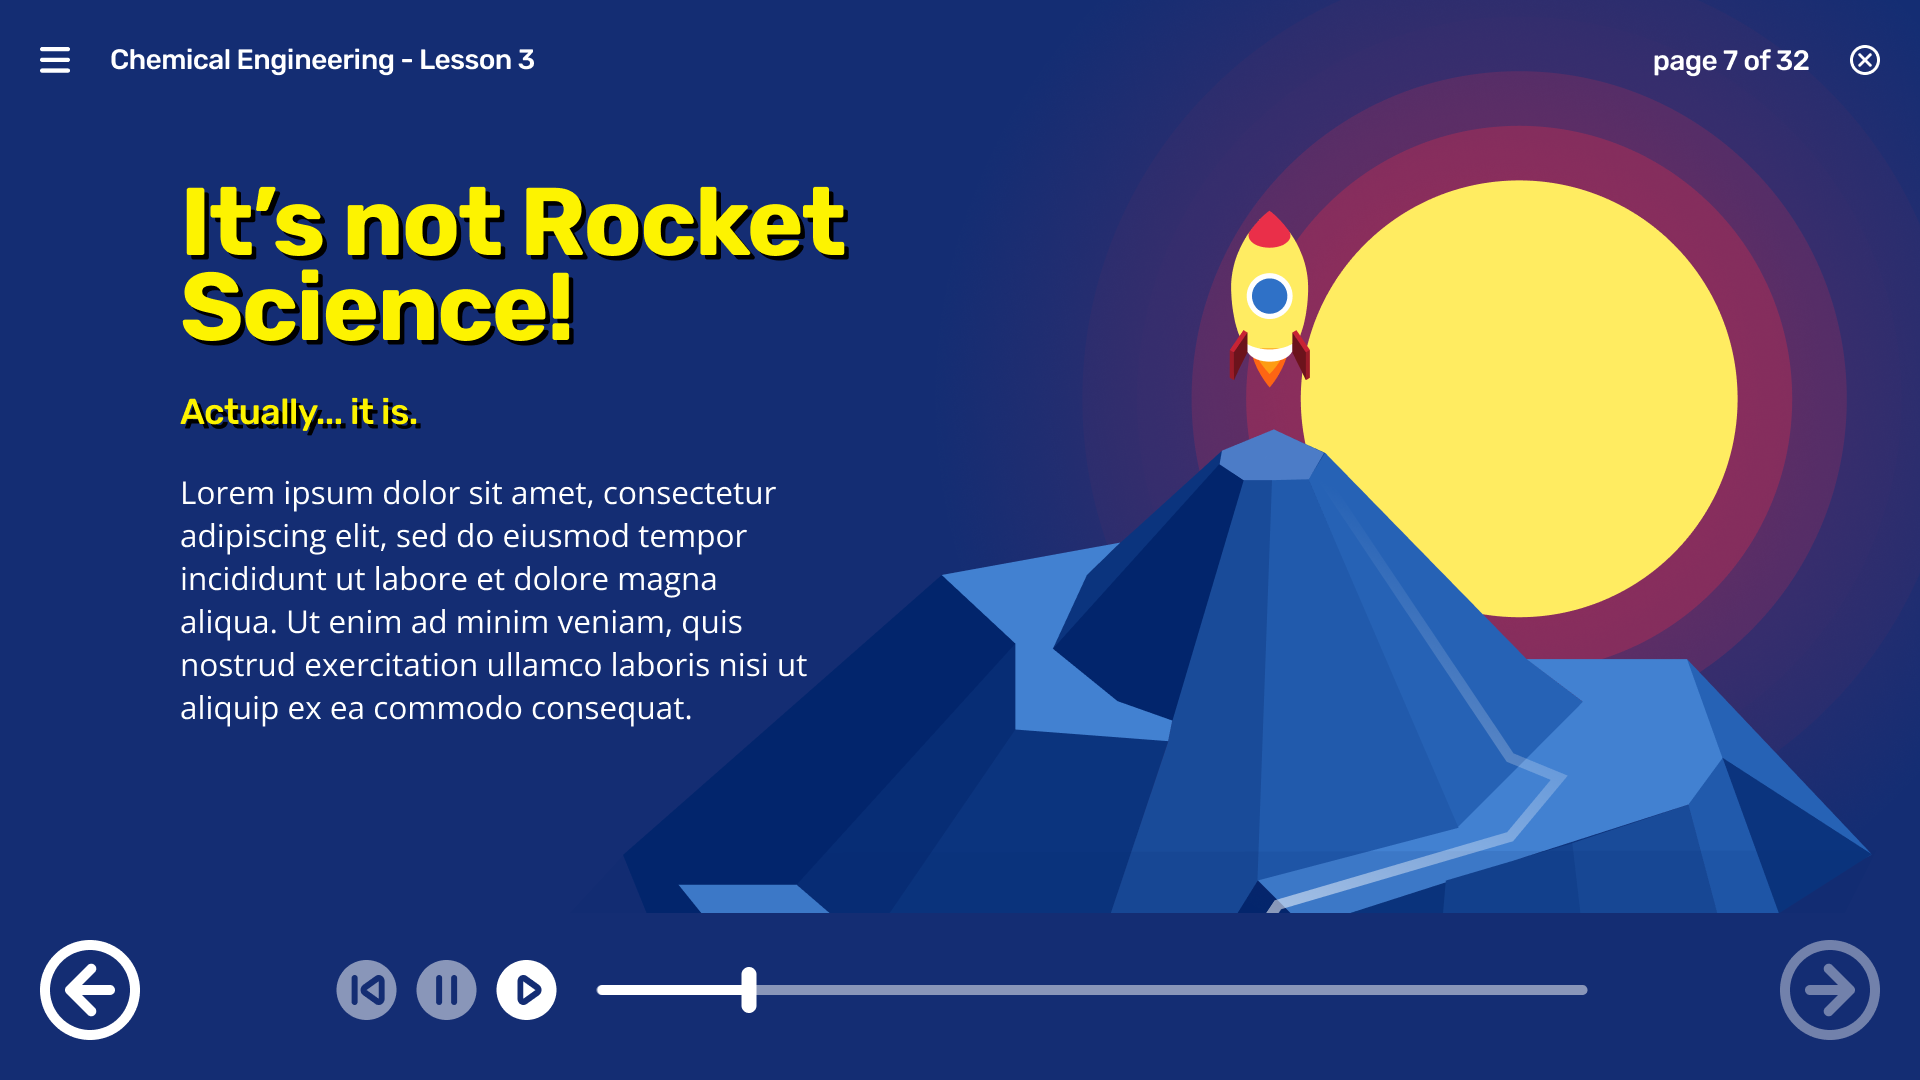 Chemical Engineering - Lesson 3
page 7 of 32
It’s not Rocket
Science!
Actually... it is.
Lorem ipsum dolor sit amet, consectetur
adipiscing elit, sed do eiusmod tempor
incididunt ut labore et dolore magna
aliqua. Ut enim ad minim veniam, quis
nostrud exercitation ullamco laboris nisi ut
aliquip ex ea commodo consequat.